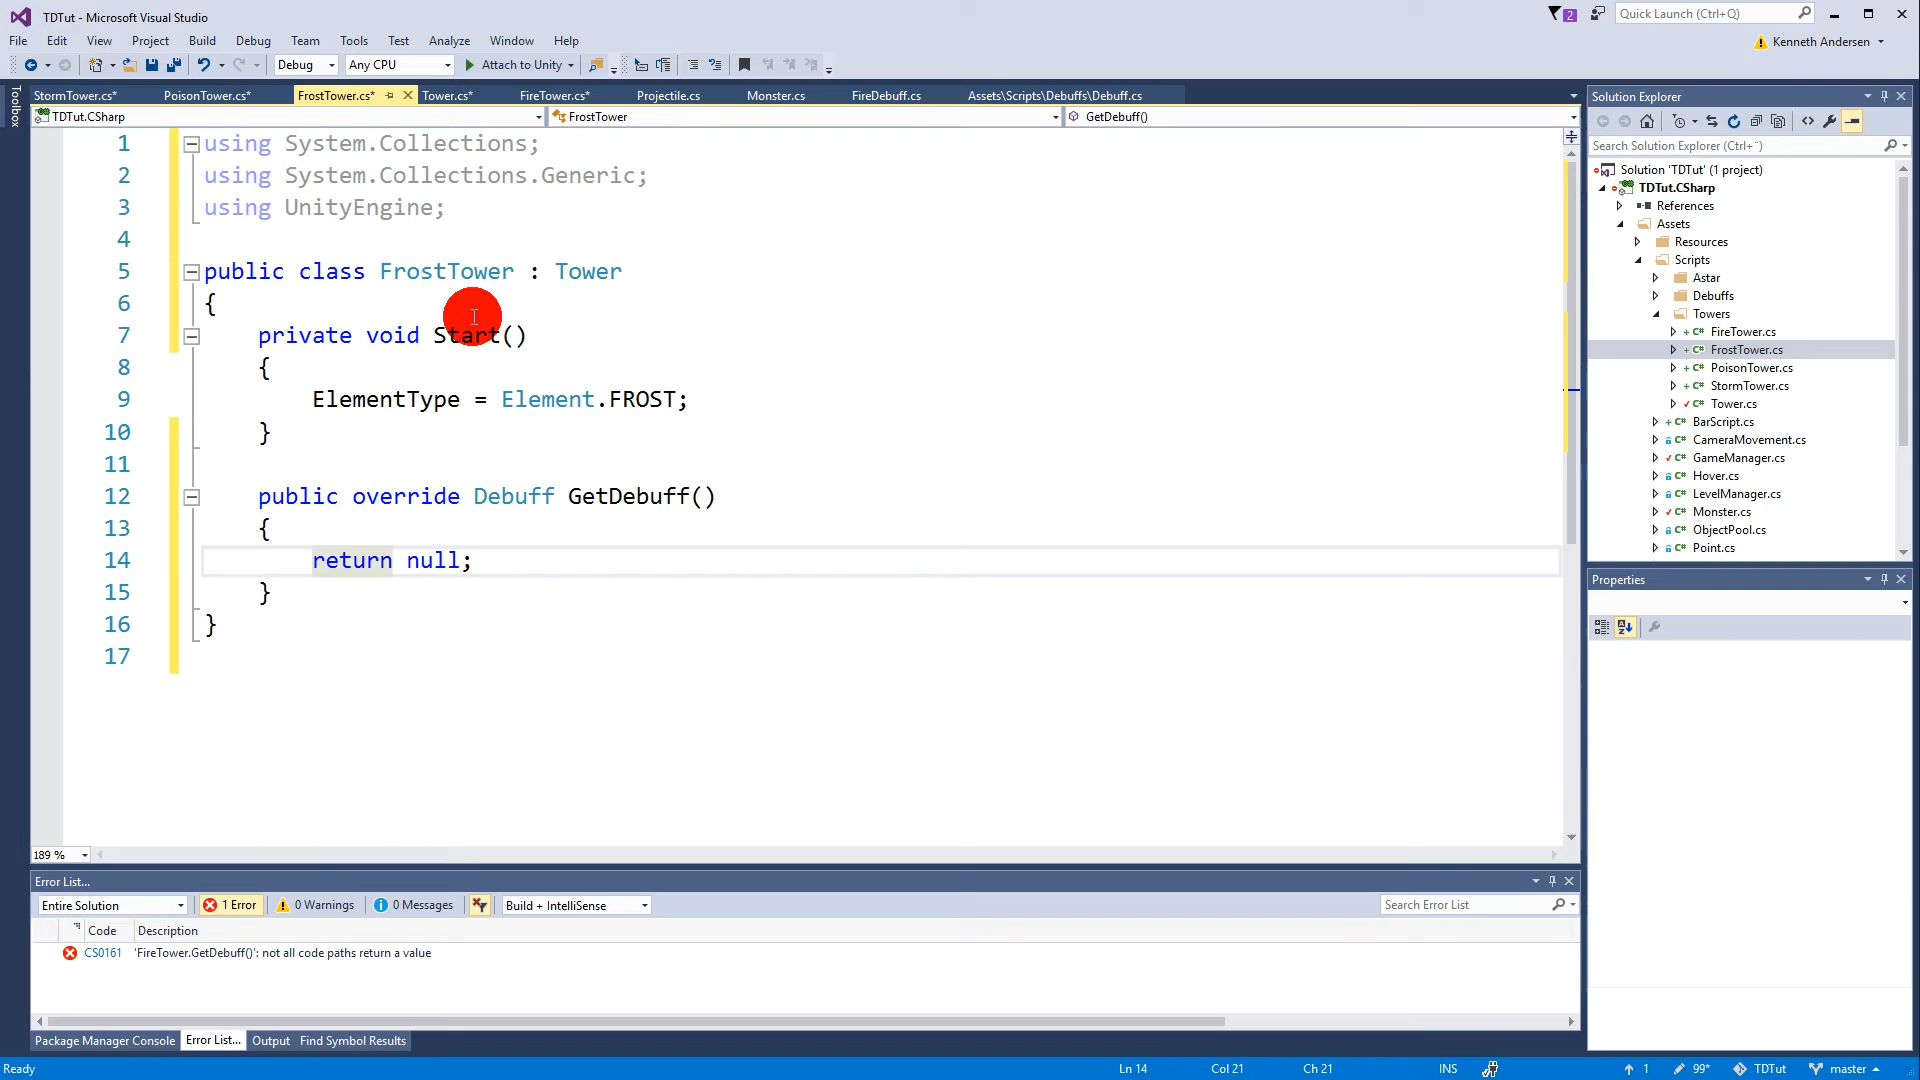 TDTut - Microsoft Visual Studio
2
Quick Launch (Ctrl+Q)
File Edit View Project Build Debug Team Tools Test Analyze Window Help
Kenneth Andersen
Debug Any CPU Attach to Unity
Toolbox
StormTower.cs* PoisonTower.cs* FrostTower.cs* Tower.cs* FireTower.cs* Projectile.cs Monster.cs FireDebuff.cs Assets\Scripts\Debuffs\Debuff.cs
TDTut.CSharp FrostTower GetDebuff()
1 using System.Collections;
2 using System.Collections.Generic;
3 using UnityEngine;
4
5 public class FrostTower : Tower
6 {
7 private void Start()
8 {
9 ElementType = Element.FROST;
10 }
11
12 public override Debuff GetDebuff()
13 {
14 return null;
15 }
16 }
17
189 %
Solution Explorer
Search Solution Explorer (Ctrl+¨)
Solution 'TDTut' (1 project)
TDTut.CSharp
References
Assets
Resources
Scripts
Astar
Debuffs
Towers
FireTower.cs
FrostTower.cs
PoisonTower.cs
StormTower.cs
Tower.cs
BarScript.cs
CameraMovement.cs
GameManager.cs
Hover.cs
LevelManager.cs
Monster.cs
ObjectPool.cs
Point.cs
Properties
Error List...
Entire Solution 1 Error 0 Warnings 0 Messages Build + IntelliSense Search Error List
Code Description
CS0161 'FireTower.GetDebuff()': not all code paths return a value
Package Manager Console Error List... Output Find Symbol Results
Ready Ln 14 Col 21 Ch 21 INS 1 99* TDTut master